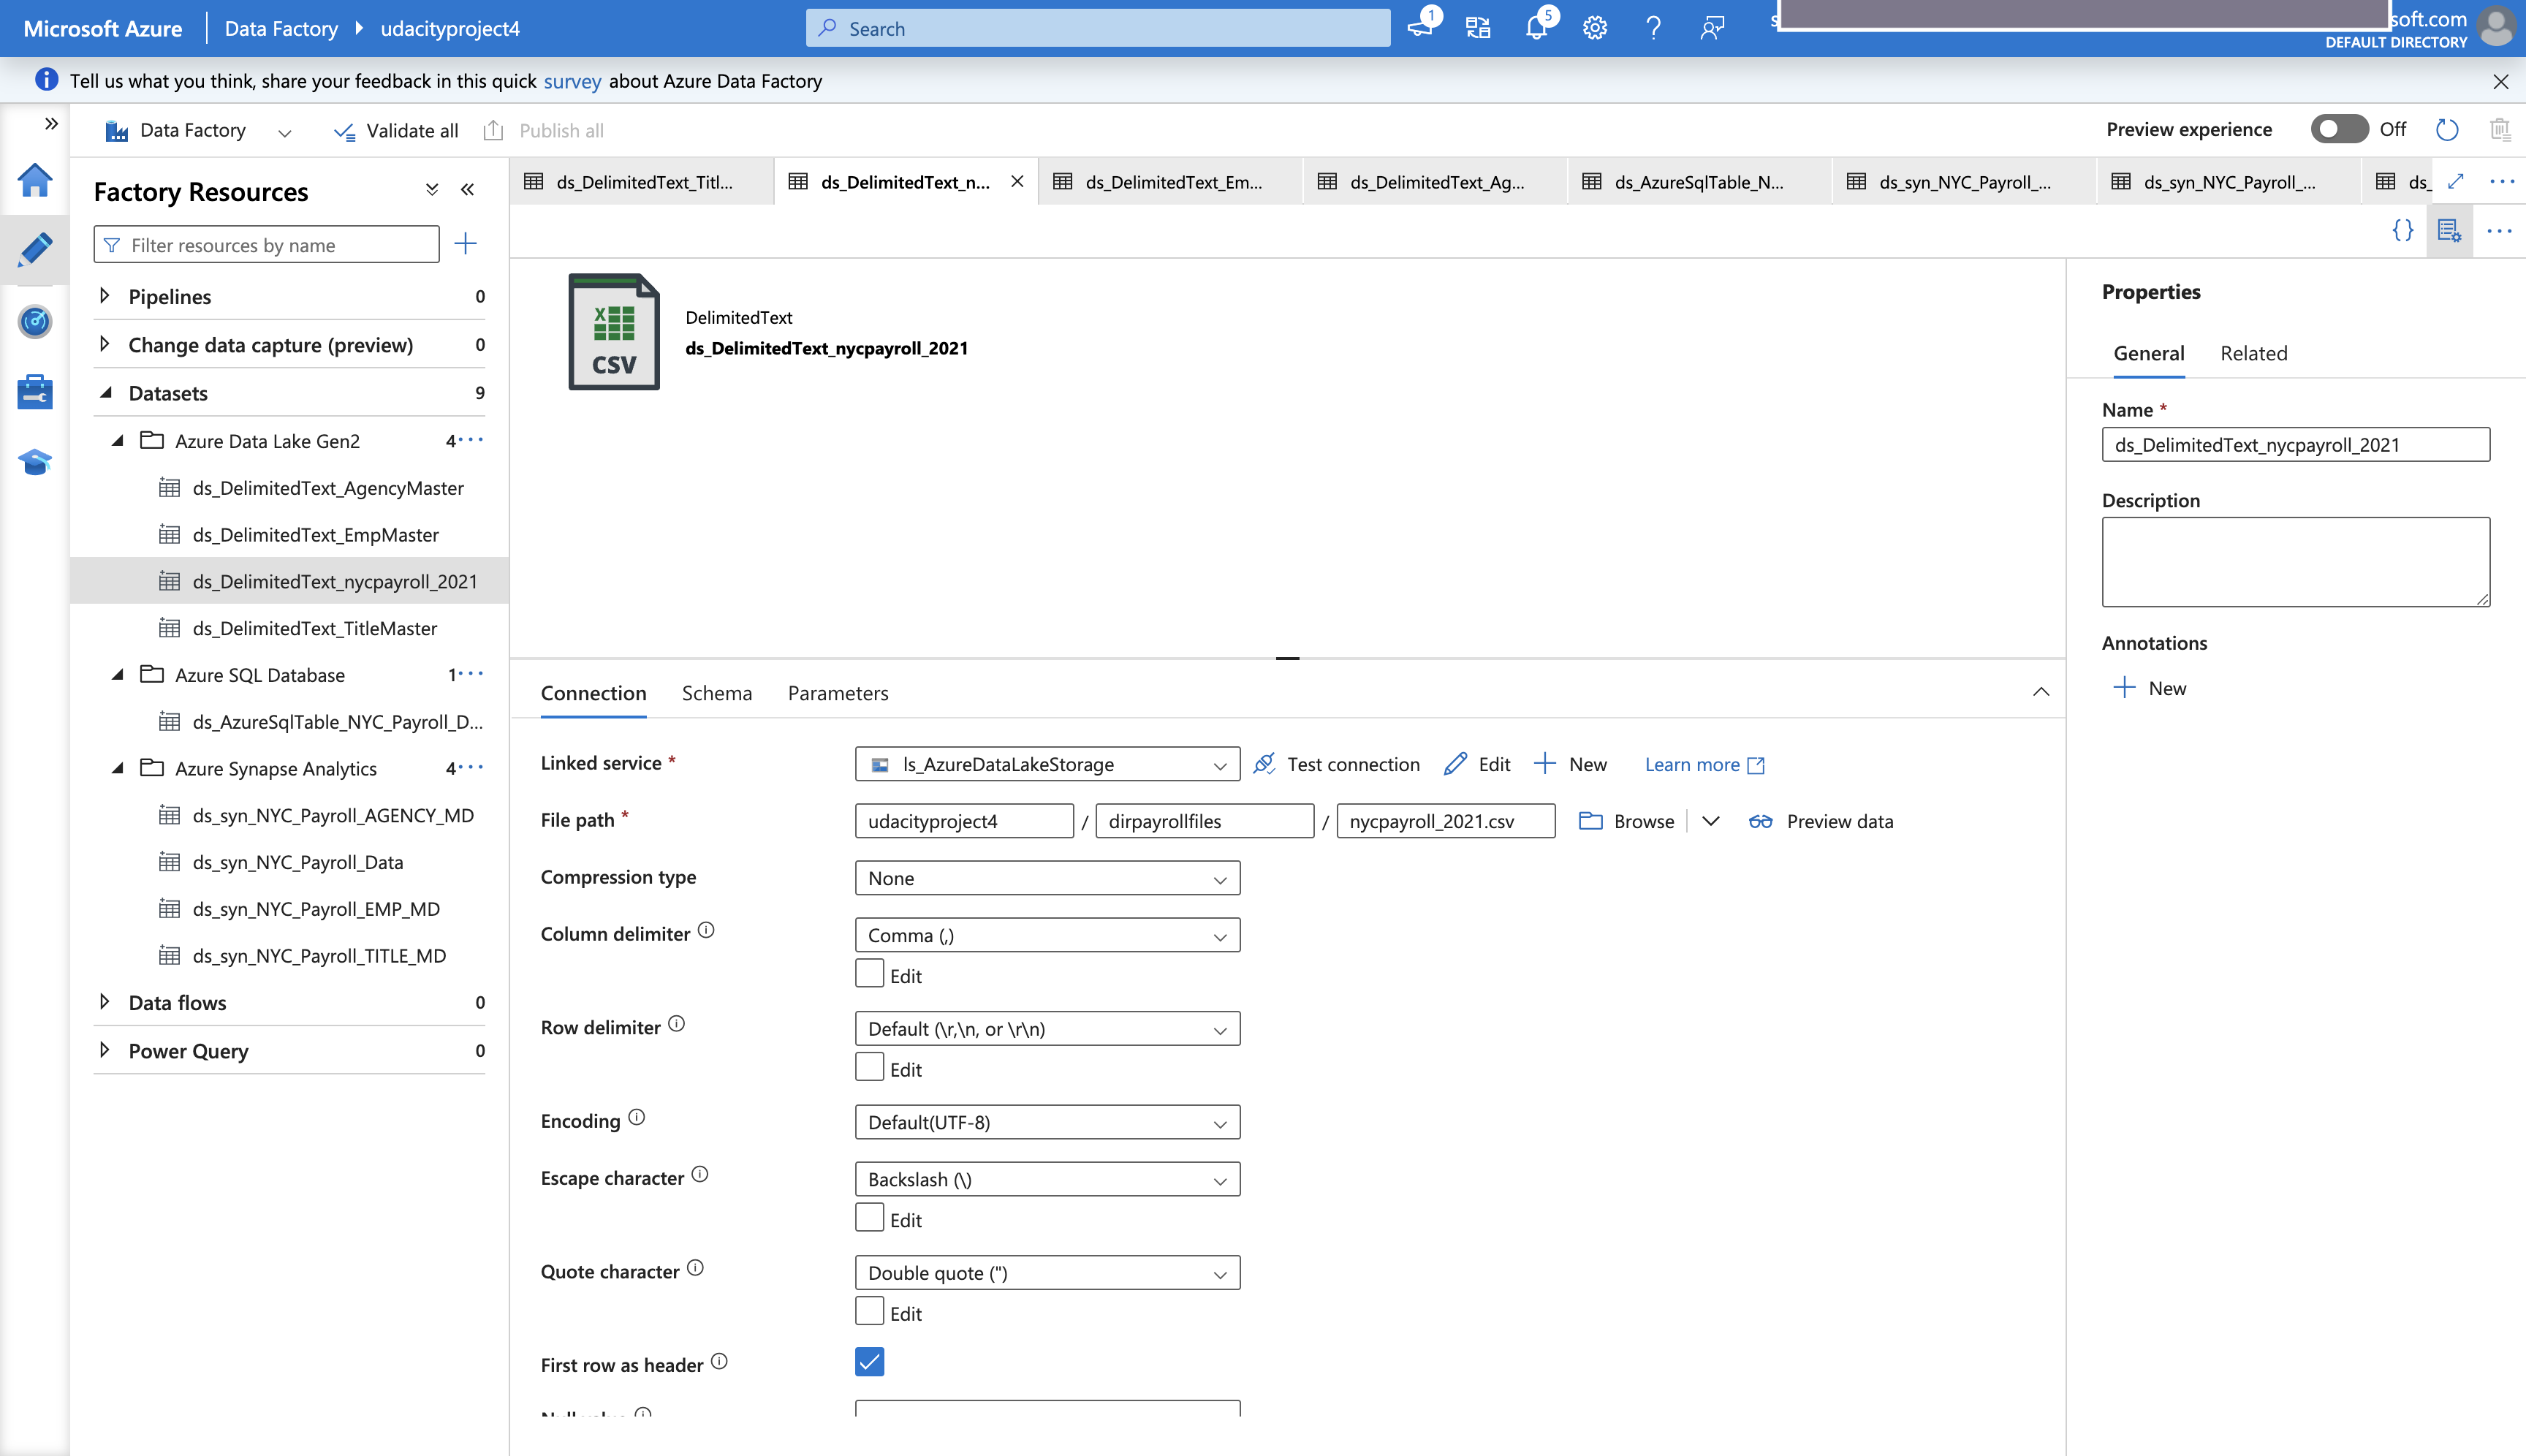 Microsoft Azure
Data Factory
udacityproject4
Search
1
5
soft.com
DEFAULT DIRECTORY
Tell us what you think, share your feedback in this quick survey about Azure Data Factory
Data Factory
Validate all
Publish all
Preview experience
Off
Factory Resources
Filter resources by name
Pipelines 0
Change data capture (preview) 0
Datasets 9
Azure Data Lake Gen2 4
ds_DelimitedText_AgencyMaster
ds_DelimitedText_EmpMaster
ds_DelimitedText_nycpayroll_2021
ds_DelimitedText_TitleMaster
Azure SQL Database 1
ds_AzureSqlTable_NYC_Payroll_D...
Azure Synapse Analytics 4
ds_syn_NYC_Payroll_AGENCY_MD
ds_syn_NYC_Payroll_Data
ds_syn_NYC_Payroll_EMP_MD
ds_syn_NYC_Payroll_TITLE_MD
Data flows 0
Power Query 0
ds_DelimitedText_Titl...
ds_DelimitedText_n...
ds_DelimitedText_Em...
ds_DelimitedText_Ag...
ds_AzureSqlTable_N...
ds_syn_NYC_Payroll_...
ds_syn_NYC_Payroll_...
ds_
CSV
DelimitedText
ds_DelimitedText_nycpayroll_2021
Connection
Schema
Parameters
Linked service *
ls_AzureDataLakeStorage
Test connection
Edit
New
Learn more
File path *
udacityproject4 / dirpayrollfiles / nycpayroll_2021.csv
Browse
Preview data
Compression type
None
Column delimiter
Comma (,)
Edit
Row delimiter
Default (\r,\n, or \r\n)
Edit
Encoding
Default(UTF-8)
Escape character
Backslash (\)
Edit
Quote character
Double quote (")
Edit
First row as header
Properties
General
Related
Name *
ds_DelimitedText_nycpayroll_2021
Description
Annotations
New